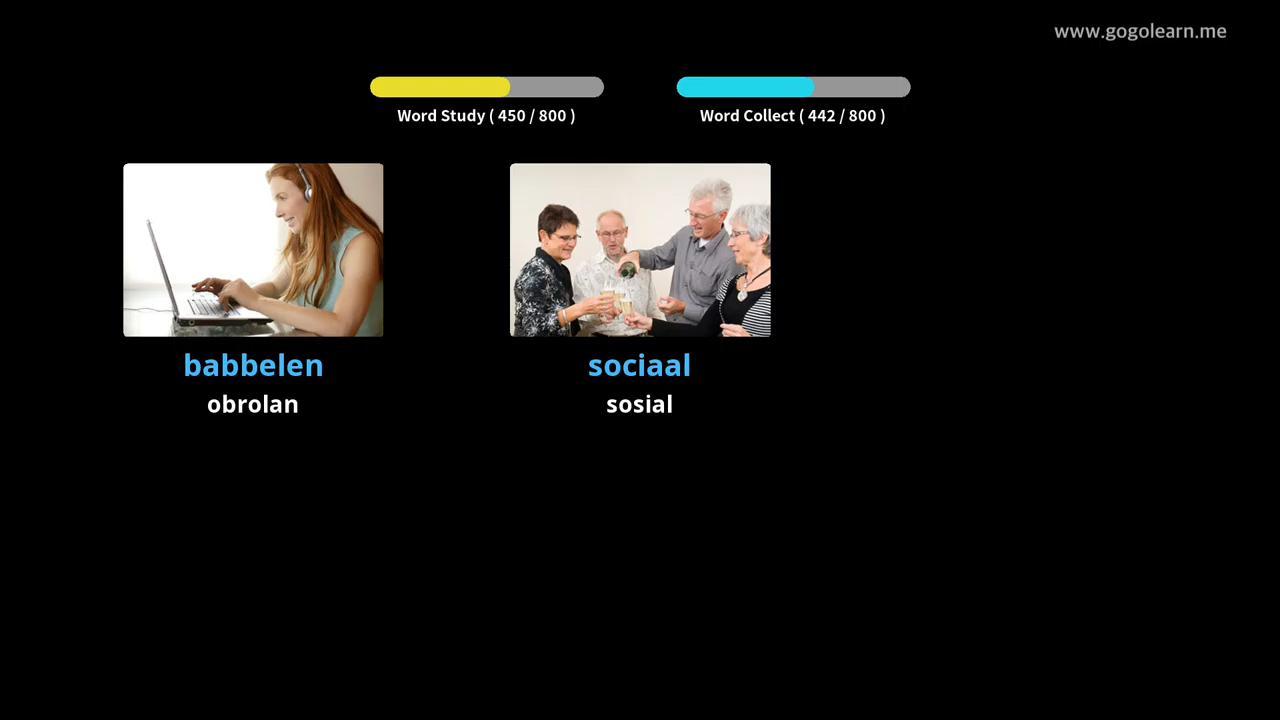 www.gogolearn.me
Word Study ( 450 / 800 )
Word Collect ( 442 / 800 )
babbelen
obrolan
sociaal
sosial